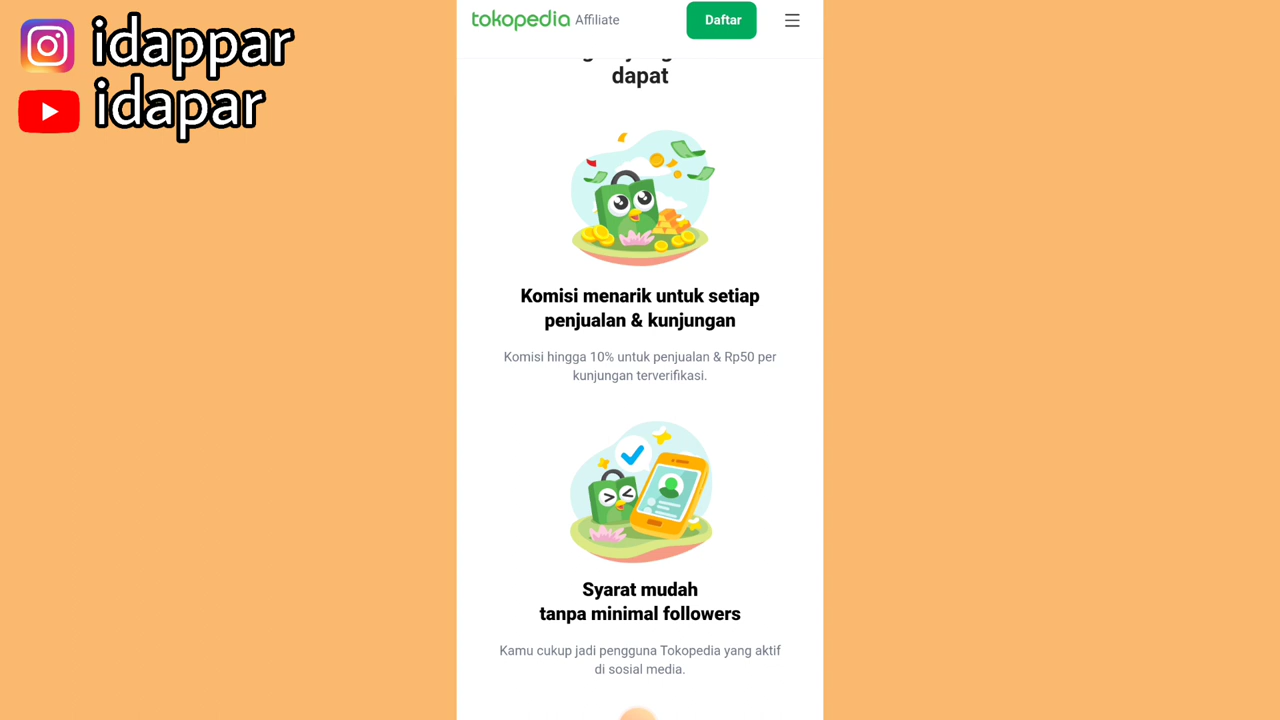 idappar
idapar
tokopedia Affiliate
Daftar
dapat
Komisi menarik untuk setiap
penjualan & kunjungan
Komisi hingga 10% untuk penjualan & Rp50 per
kunjungan terverifikasi.
Syarat mudah
tanpa minimal followers
Kamu cukup jadi pengguna Tokopedia yang aktif
di sosial media.